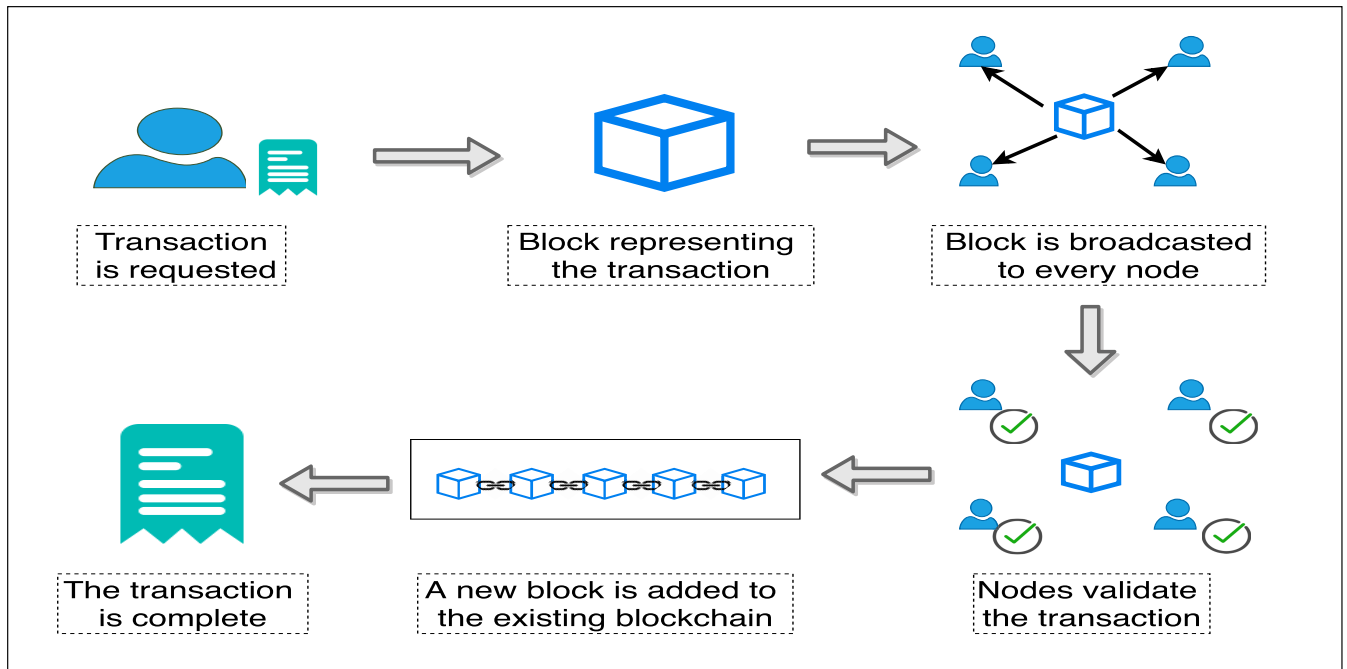 Transaction
is requested
Block representing
the transaction
Block is broadcasted
to every node
Nodes validate
the transaction
A new block is added to
the existing blockchain
The transaction
is complete